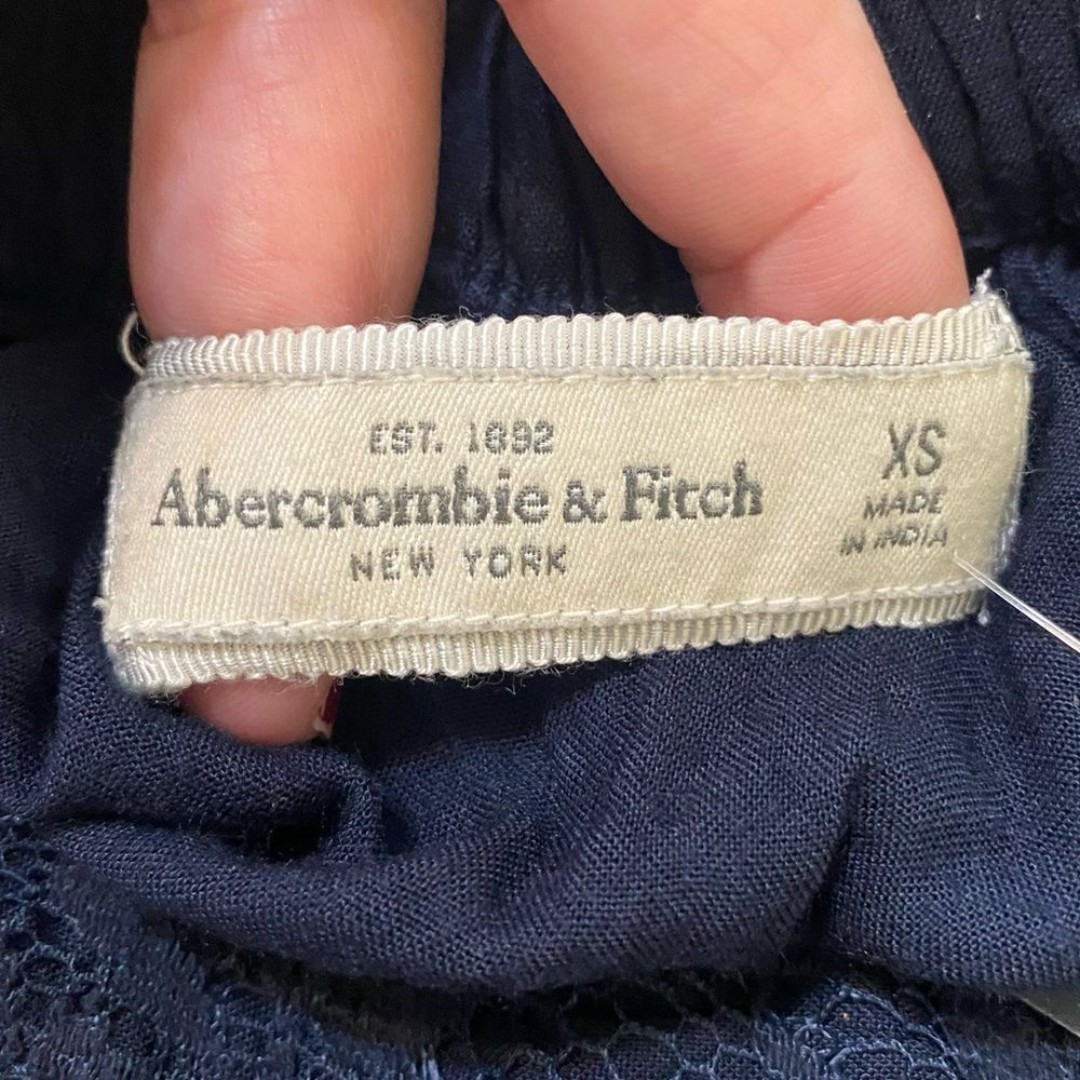 EST. 1892
Abercrombie & Fitch
NEW YORK
XS
MADE
IN INDIA